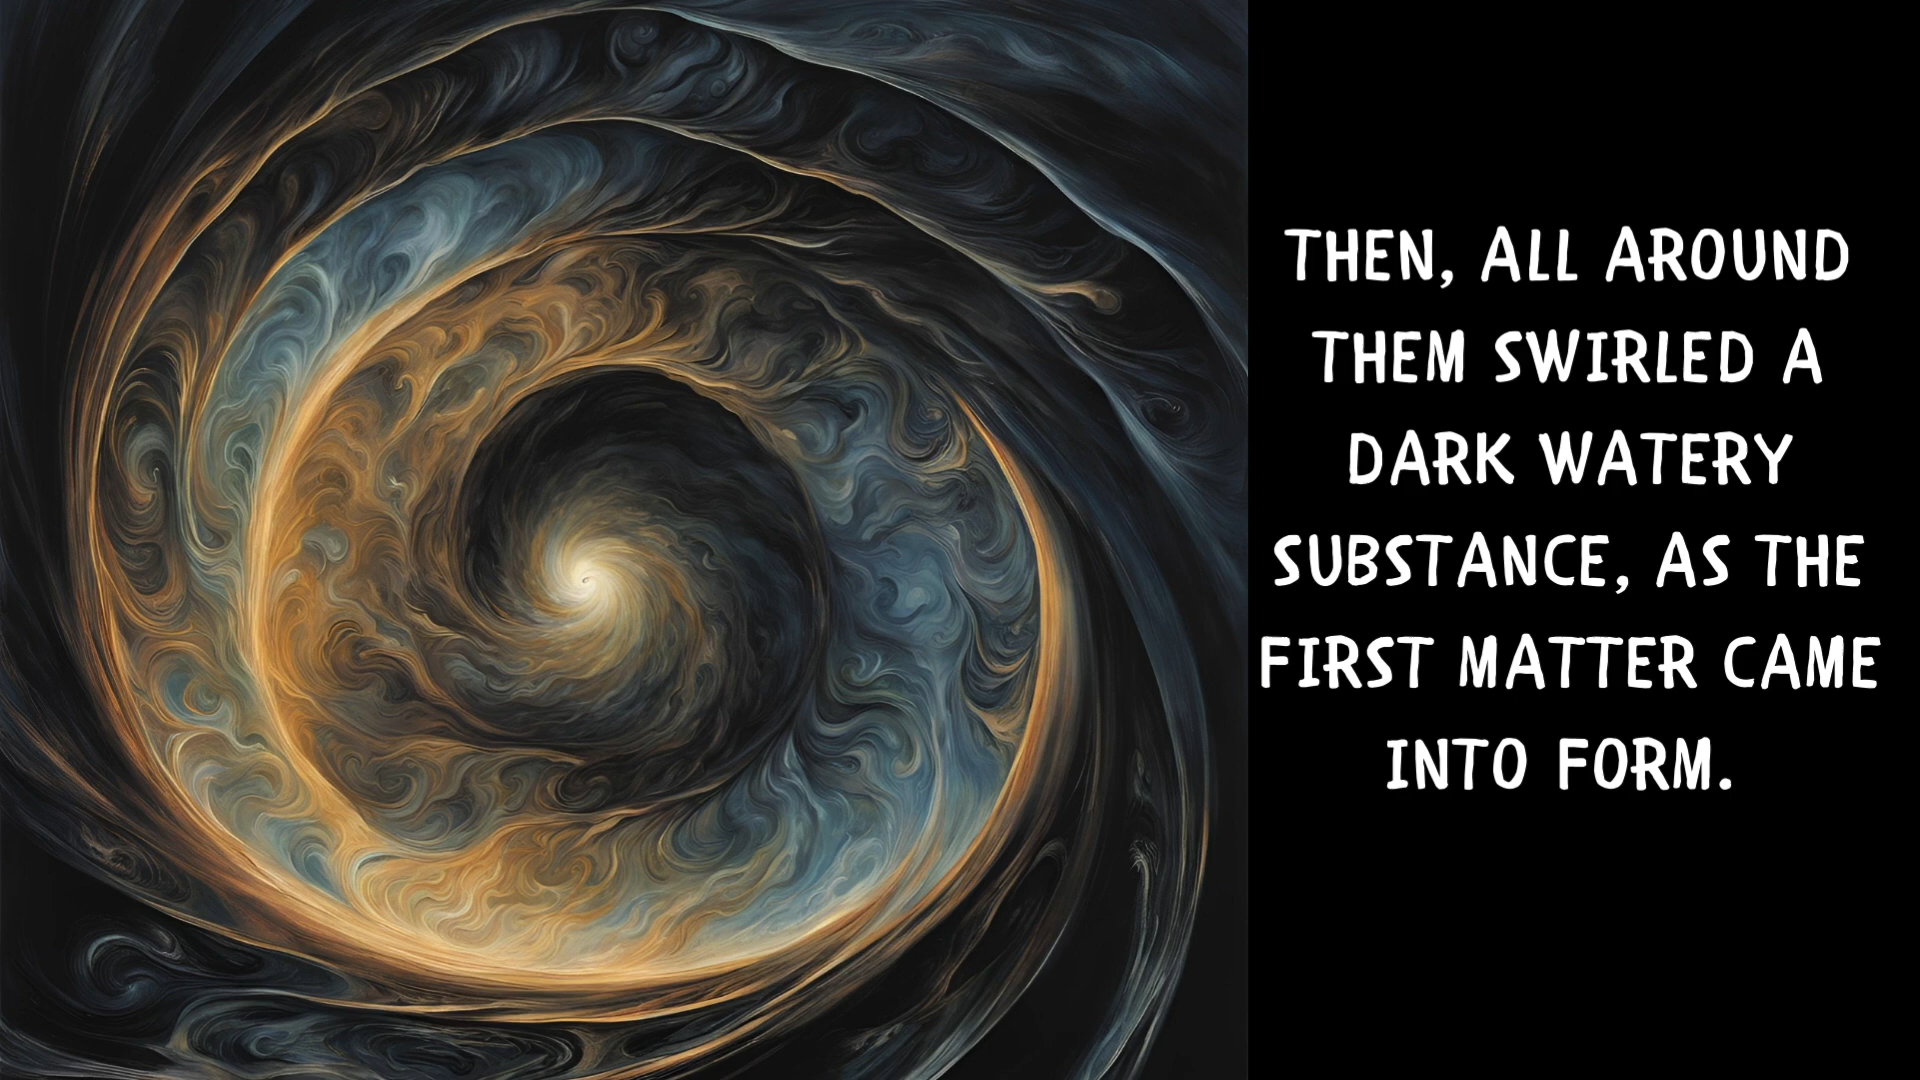 THEN, ALL AROUND
THEM SWIRLED A
DARK WATERY
SUBSTANCE, AS THE
FIRST MATTER CAME
INTO FORM.